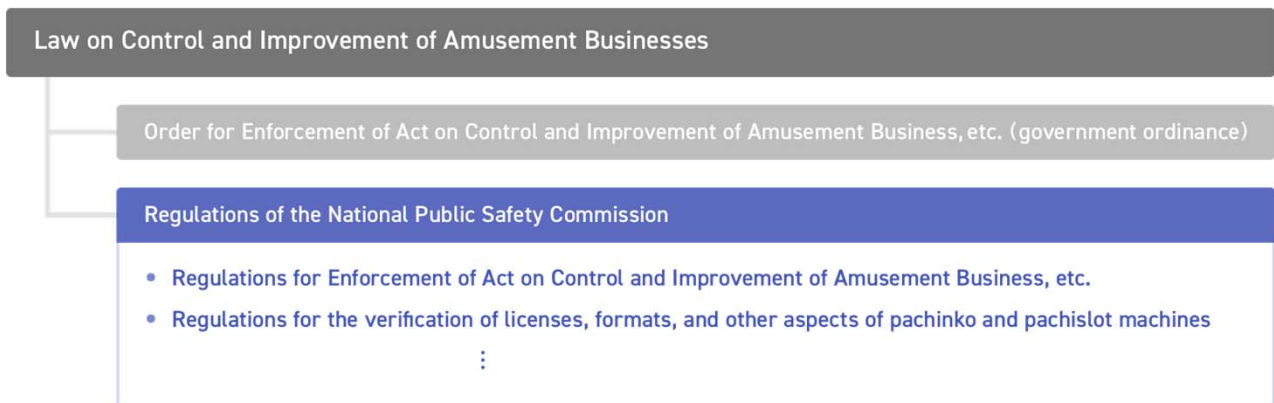 Law on Control and Improvement of Amusement Businesses
Order for Enforcement of Act on Control and Improvement of Amusement Business, etc. (government ordinance)
Regulations of the National Public Safety Commission
• Regulations for Enforcement of Act on Control and Improvement of Amusement Business, etc.
• Regulations for the verification of licenses, formats, and other aspects of pachinko and pachislot machines
⋮